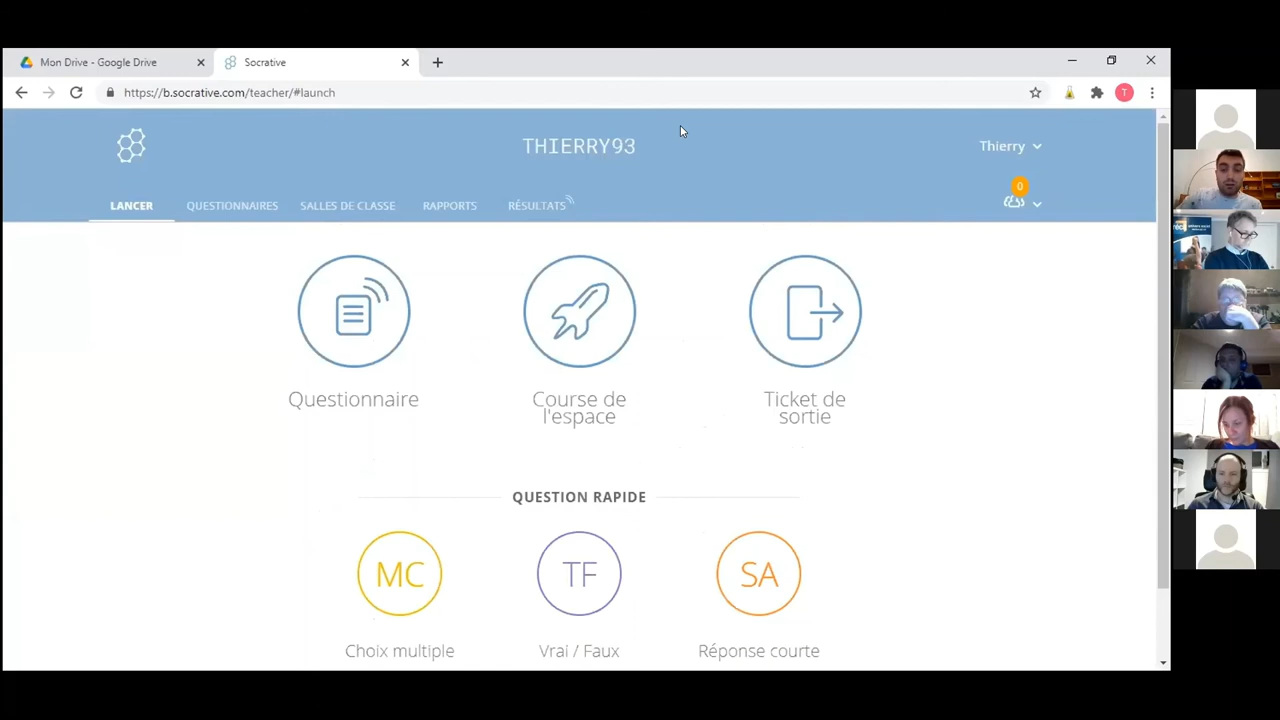 Mon Drive - Google Drive
Socrative
https://b.socrative.com/teacher/#launch
T
THIERRY93
Thierry
0
LANCER
QUESTIONNAIRES
SALLES DE CLASSE
RAPPORTS
RÉSULTATS
Questionnaire
Course de
l'espace
Ticket de
sortie
QUESTION RAPIDE
MC
TF
SA
Choix multiple
Vrai / Faux
Réponse courte